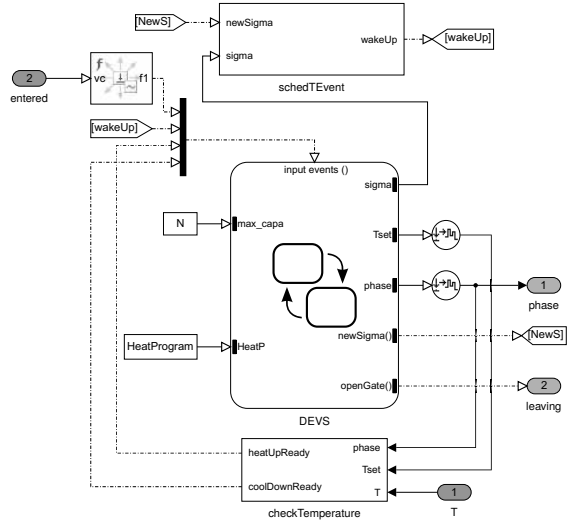 [NewS]
newSigma
wakeUp
[wakeUp]
sigma
schedTEvent
2
vc
f
f1
entered
[wakeUp]
input events ()
sigma
N
max_capa
Tset
phase
1
phase
HeatProgram
HeatP
newSigma()
[NewS]
openGate()
2
leaving
DEVS
heatUpReady
phase
Tset
coolDownReady
T
1
checkTemperature
T